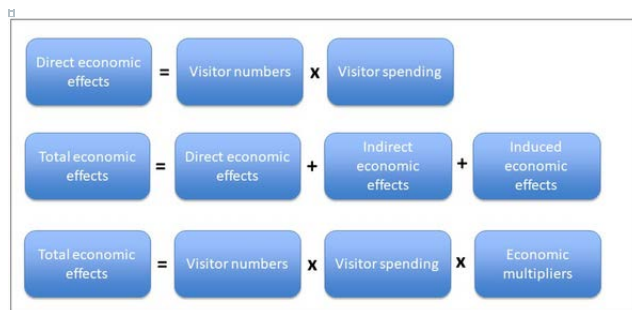 Direct economic effects = Visitor numbers x Visitor spending
Total economic effects = Direct economic effects + Indirect economic effects + Induced economic effects
Total economic effects = Visitor numbers x Visitor spending x Economic multipliers